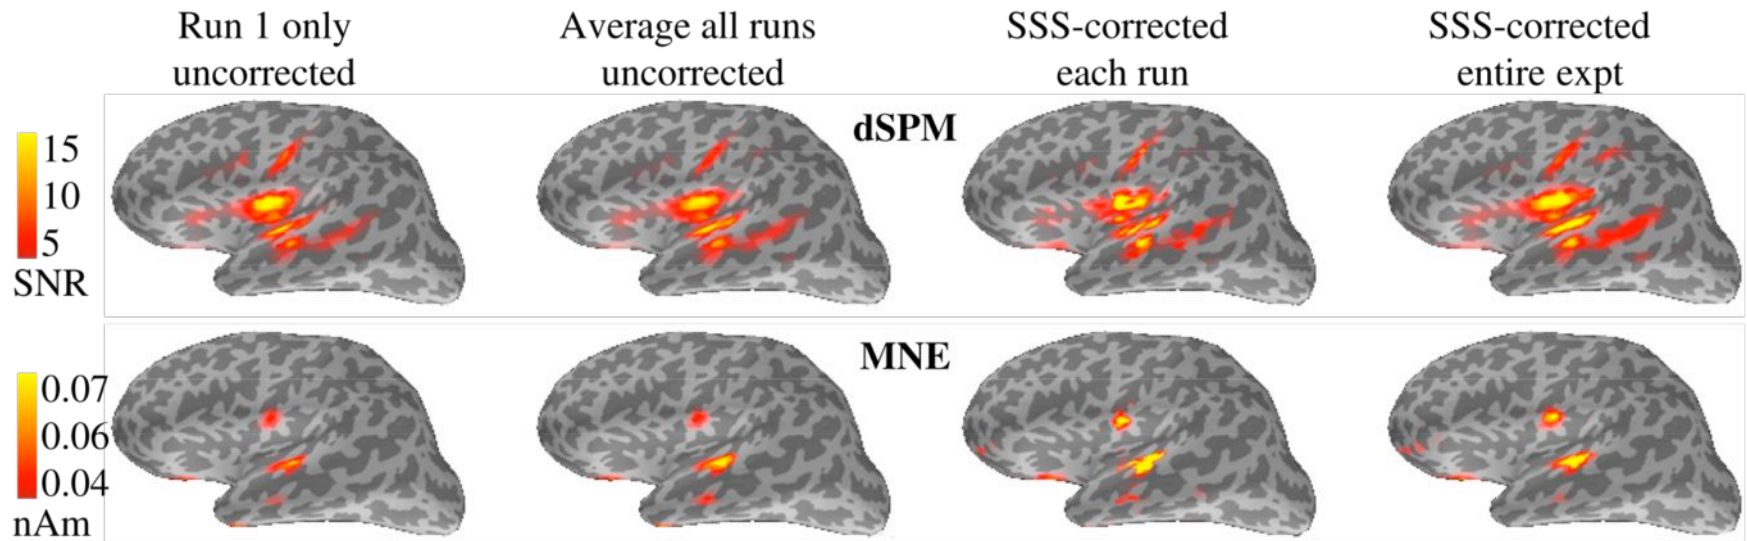 Run 1 only
uncorrected
Average all runs
uncorrected
SSS-corrected
each run
SSS-corrected
entire expt
dSPM
15
10
5
SNR
MNE
0.07
0.06
0.04
nAm